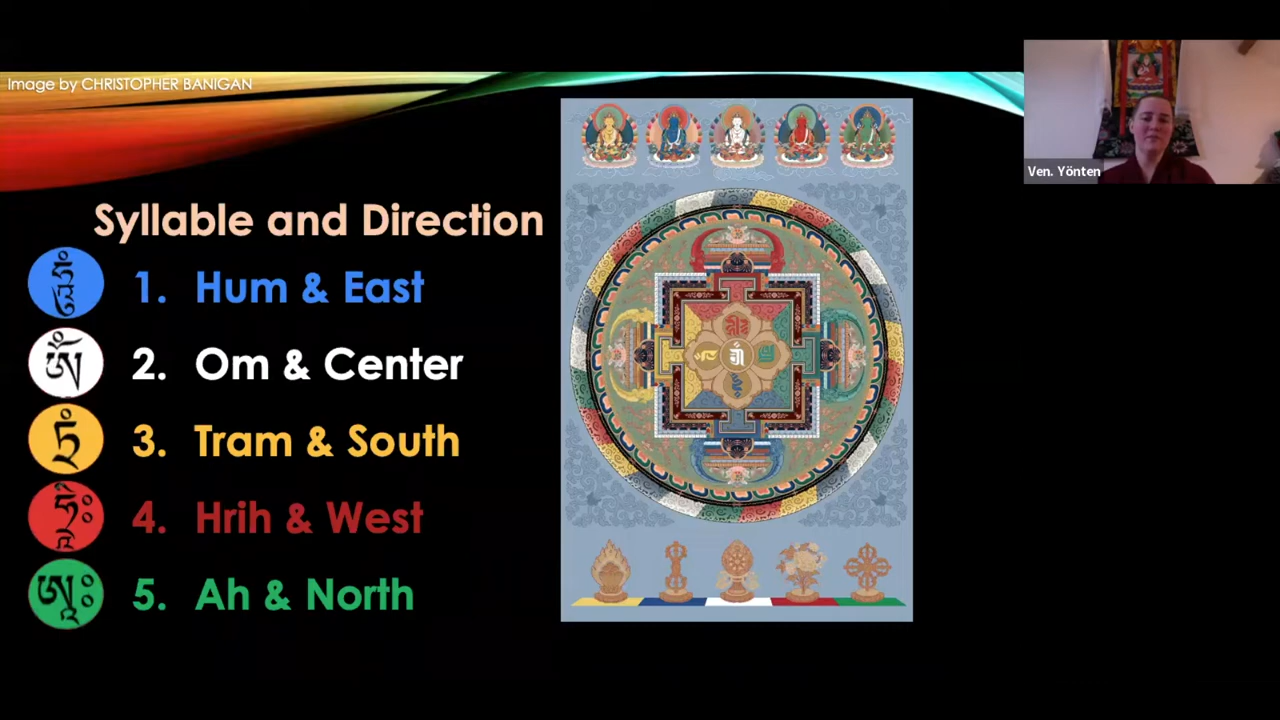 Image by CHRISTOPHER BANIGAN
Ven. Yönten
Syllable and Direction
ཧཱུྃ 1. Hum & East
ཨོཾ 2. Om & Center
ཏྲཱཾ 3. Tram & South
ཧྲཱིཿ 4. Hrih & West
ཨཱཿ 5. Ah & North